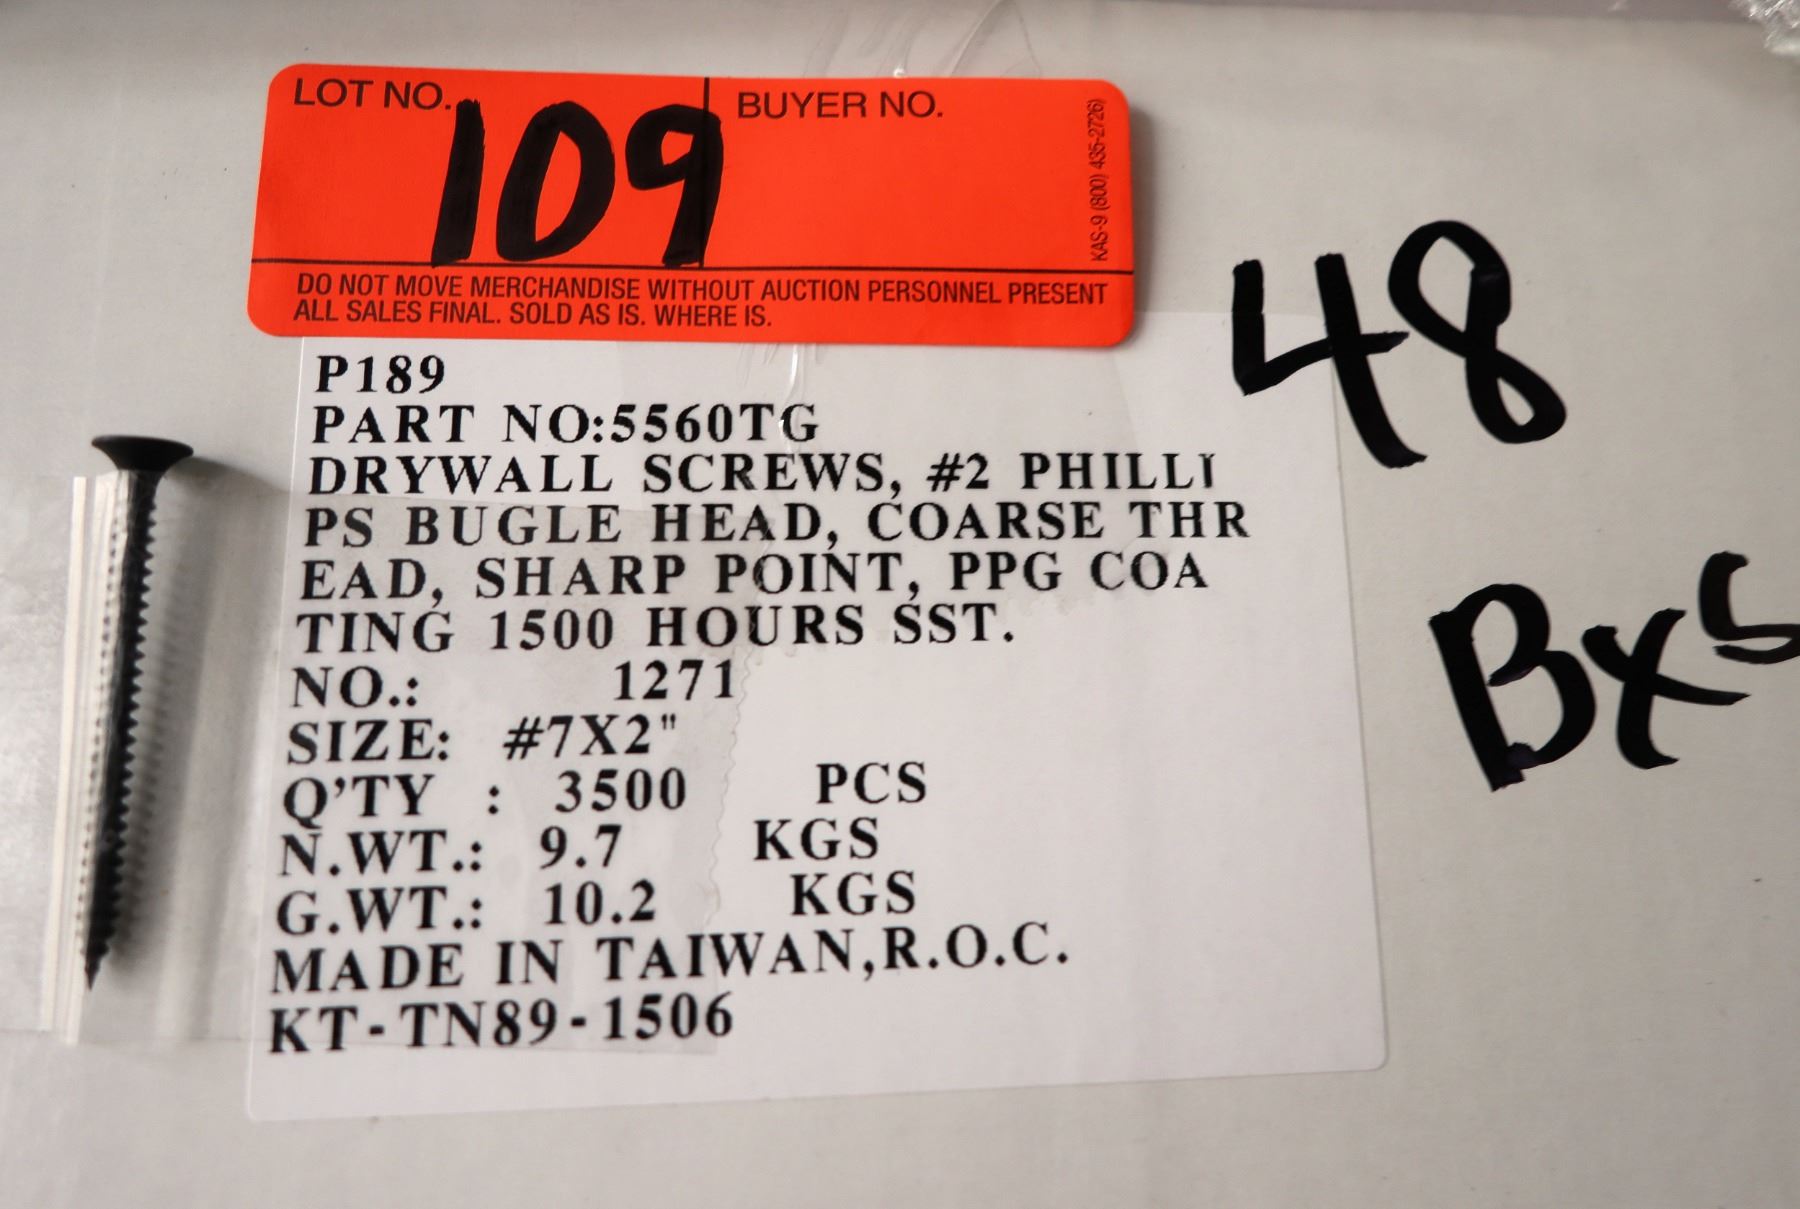 LOT NO.
109
BUYER NO.
KAS-9 (800) 435-2726)
DO NOT MOVE MERCHANDISE WITHOUT AUCTION PERSONNEL PRESENT
ALL SALES FINAL. SOLD AS IS. WHERE IS.
48
BXS
P189
PART NO:5560TG
DRYWALL SCREWS, #2 PHILLI
PS BUGLE HEAD, COARSE THR
EAD, SHARP POINT, PPG COA
TING 1500 HOURS SST.
NO.: 1271
SIZE: #7X2"
Q'TY : 3500 PCS
N.WT.: 9.7 KGS
G.WT.: 10.2 KGS
MADE IN TAIWAN,R.O.C.
KT-TN89-1506